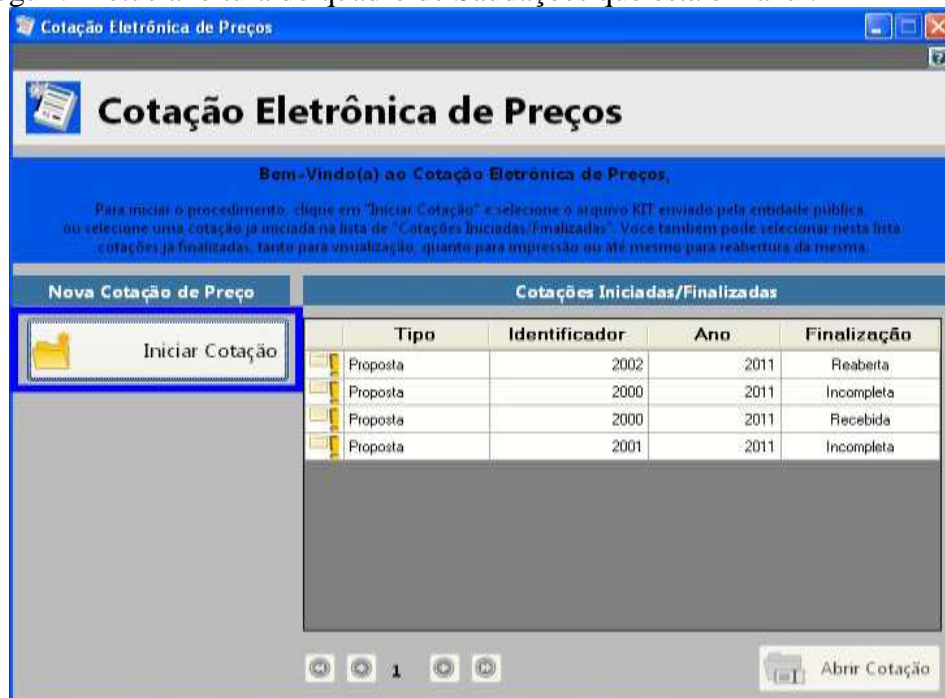 Cotação Eletrônica de Preços
Cotação Eletrônica de Preços
Bem-Vindo(a) ao Cotação Eletrônica de Preços,
Para iniciar o procedimento, clique em "Iniciar Cotação" e selecione o arquivo KIT enviado pela entidade pública,
ou selecione uma cotação já iniciada na lista de "Cotações Iniciadas/Finalizadas". Você também pode selecionar nesta lista
cotações já finalizadas, tanto para visualização, quanto para impressão ou até mesmo para reabertura da mesma.
Nova Cotação de Preço
Cotações Iniciadas/Finalizadas
Iniciar Cotação
Tipo Identificador Ano Finalização
Proposta 2002 2011 Reaberta
Proposta 2000 2011 Incompleta
Proposta 2000 2011 Recebida
Proposta 2001 2011 Incompleta
1
Abrir Cotação